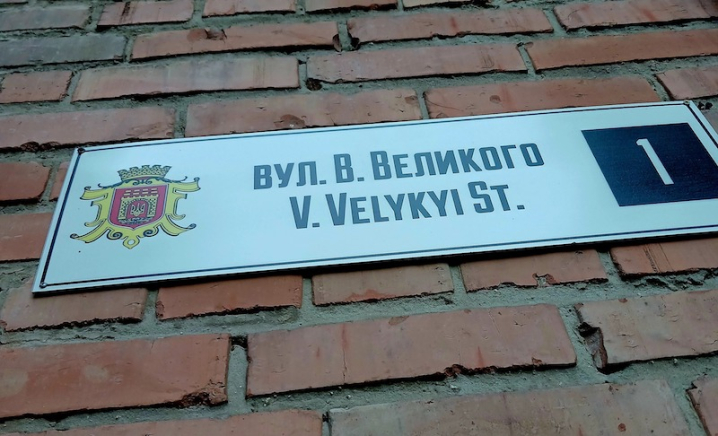 вул. В. Великого
V. Velykyi St.
1